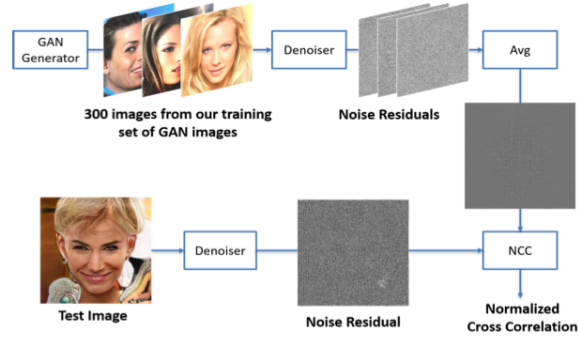 GAN
Generator
Denoiser
Avg
300 images from our training
set of GAN images
Noise Residuals
Denoiser
NCC
Test Image
Noise Residual
Normalized
Cross Correlation